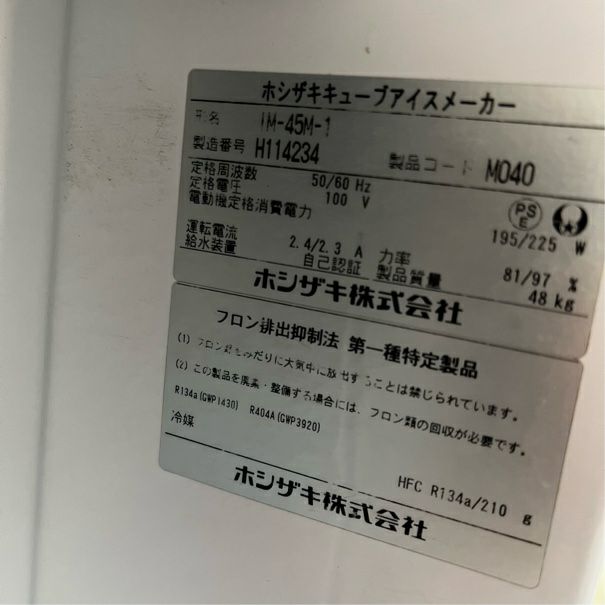 ホシザキキューブアイスメーカー
形名 IM-45M-1
製造番号 H114234 製品コード M040
定格周波数 50/60 Hz
定格電圧 100 V
電動機定格消費電力 195/225 W
PS
E
運転電流 2.4/2.3 A 力率 81/97 %
給水装置 自己認証 製品質量 48 kg
ホシザキ株式会社
フロン排出抑制法 第一種特定製品
(1) フロン類をみだりに大気中に放出することは禁じられています。
(2) この製品を廃棄・整備する場合には、フロン類の回収が必要です。
R134a(GWP1430) R404A(GWP3920)
冷媒 HFC R134a/210 g
ホシザキ株式会社